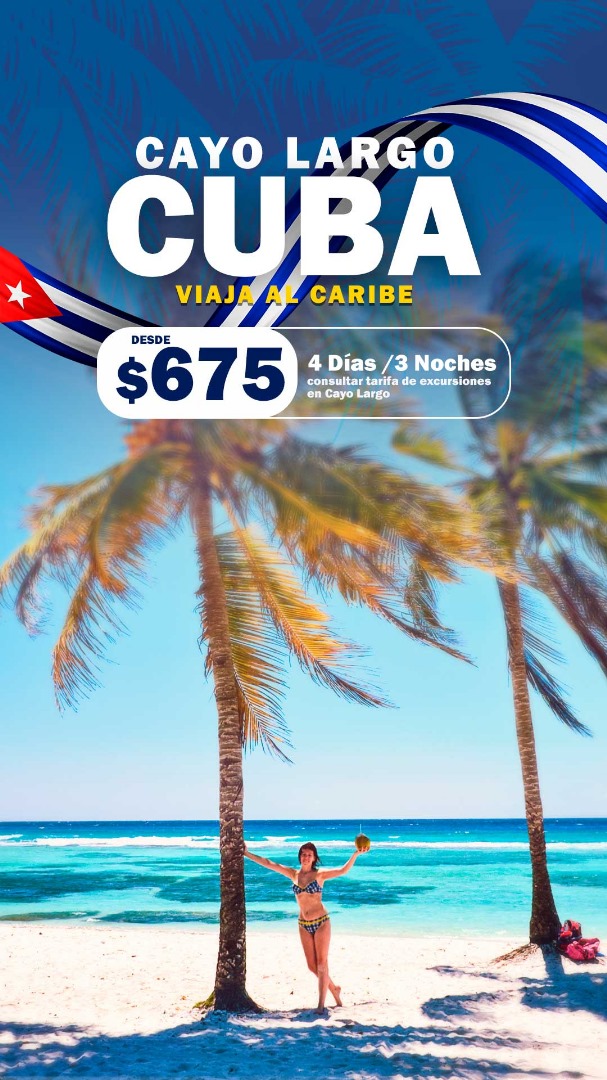 CAYO LARGO
CUBA
VIAJA AL CARIBE
DESDE
$675
4 Días /3 Noches
consultar tarifa de excursiones
en Cayo Largo